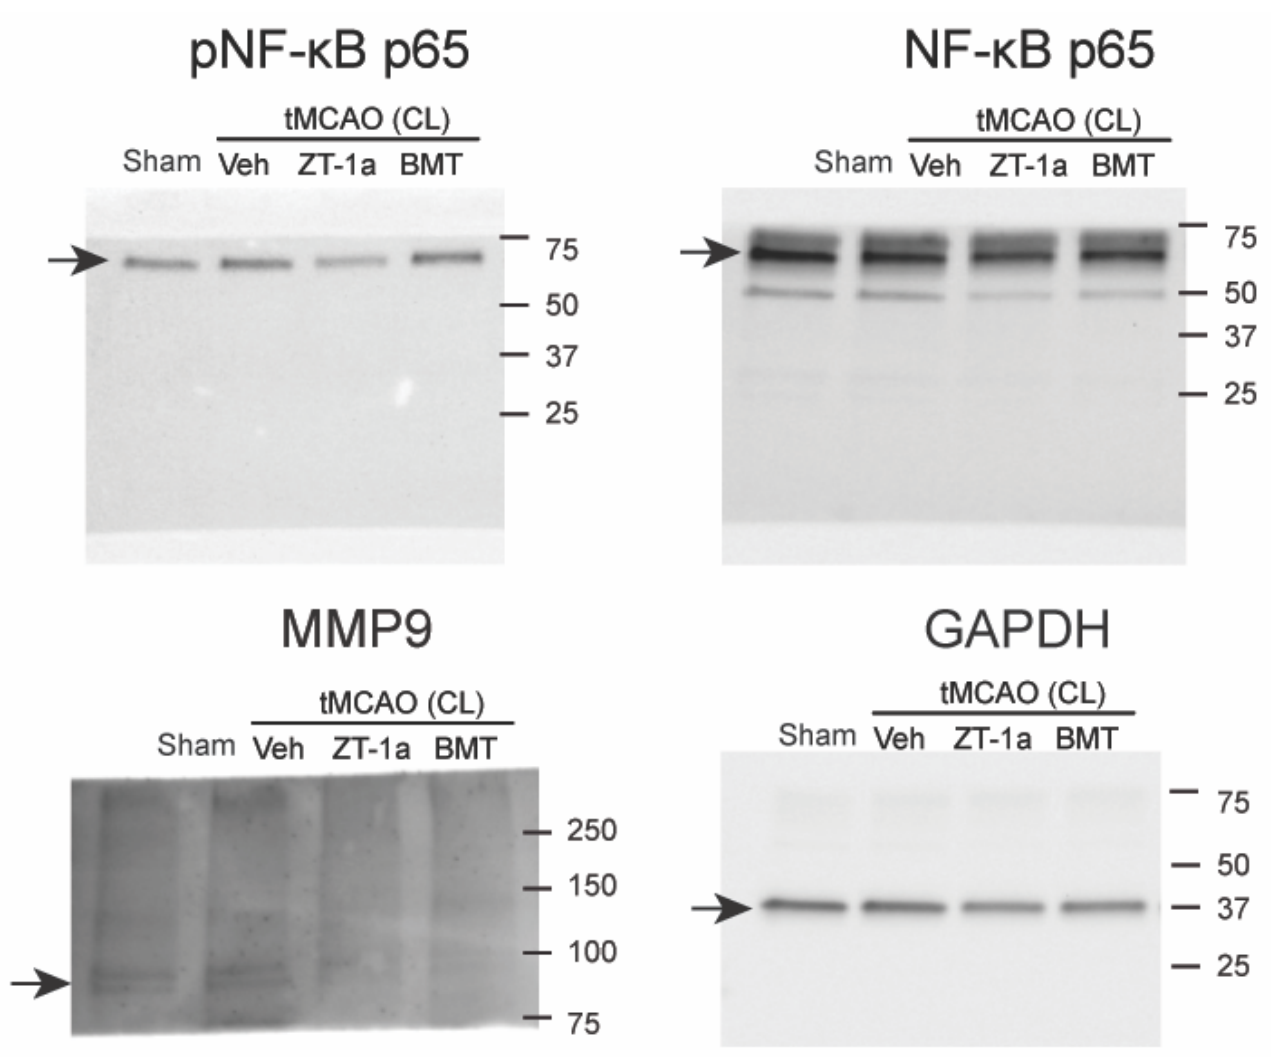 pNF-κB p65
tMCAO (CL)
Sham Veh ZT-1a BMT
75
50
37
25
NF-κB p65
tMCAO (CL)
Sham Veh ZT-1a BMT
75
50
37
25
MMP9
tMCAO (CL)
Sham Veh ZT-1a BMT
250
150
100
75
GAPDH
tMCAO (CL)
Sham Veh ZT-1a BMT
75
50
37
25